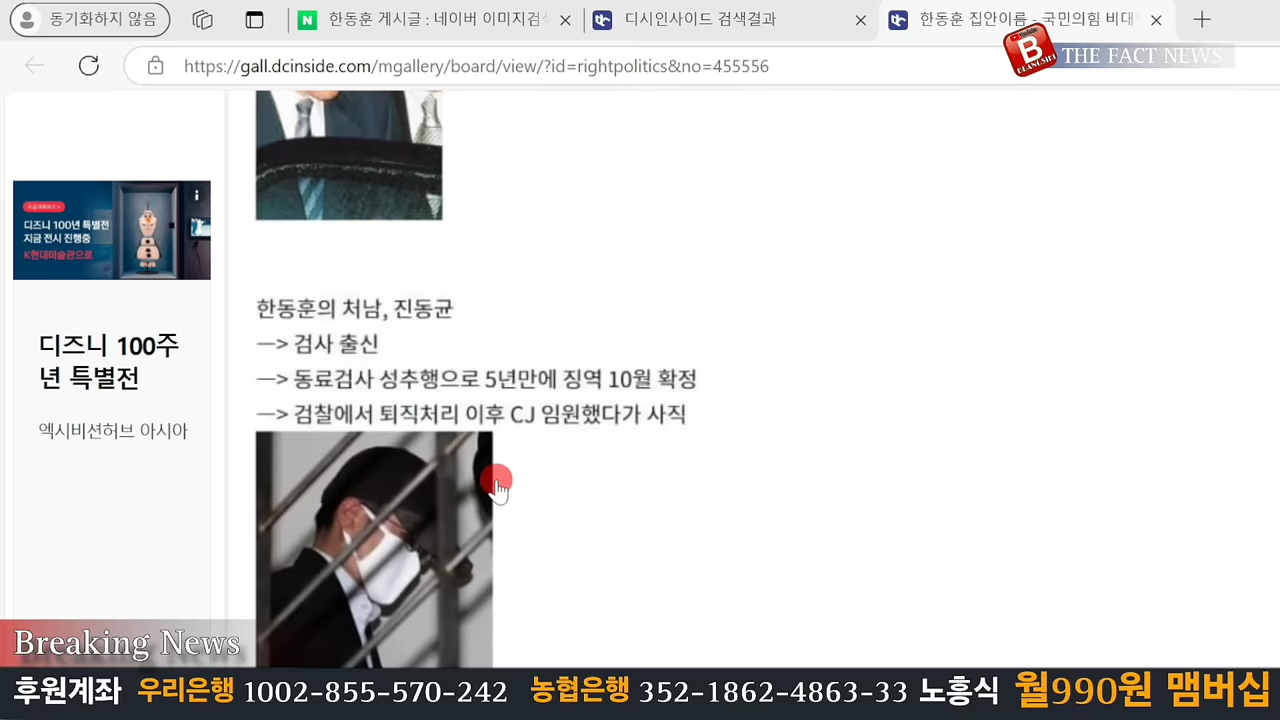 동기화하지 않음
한동훈 게시글 : 네이버 이미지검색
디시인사이드 검색결과
한동훈 집안이름 - 국민의힘 비대
https://gall.dcinside.com/mgallery/board/view/?id=rightpolitics&no=455556
THE FACT NEWS
디즈니 100년 특별전
지금 전시 진행중
K현대미술관으로
디즈니 100주
년 특별전
엑시비션허브 아시아
한동훈의 처남, 진동균
—> 검사 출신
—> 동료검사 성추행으로 5년만에 징역 10월 확정
—> 검찰에서 퇴직처리 이후 CJ 임원했다가 사직
Breaking News
후원계좌 우리은행 1002-855-570-242 농협은행 352-1862-4863-33 노흥식 월990원 맴버십